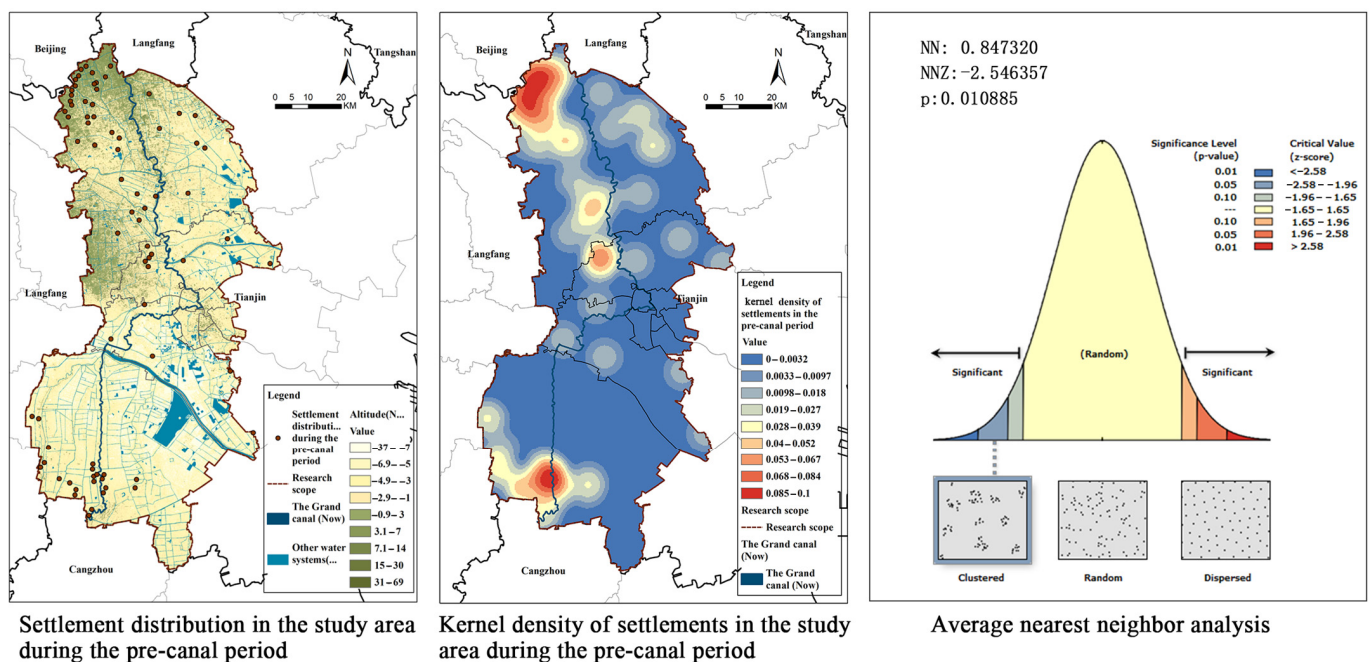 Beijing
Langfang
Tangshan
N
0 5 10 20
KM
Langfang
Tianjin
Cangzhou
Legend
Settlement
distributi...
during the
pre-canal
period
Research
scope
The Grand
canal (Now)
Other water
systems(...
Altitude(N...
Value
-37--7
-6.9--5
-4.9--3
-2.9--1
-0.9-3
3.1-7
7.1-14
15-30
31-69
Settlement distribution in the study area
during the pre-canal period
Beijing
Langfang
Tangshan
N
0 5 10 20
KM
Langfang
Tianjin
Cangzhou
Legend
kernel density of
settlements in the
pre-canal period
Value
0-0.0032
0.0033-0.0097
0.0098-0.018
0.019-0.027
0.028-0.039
0.04-0.052
0.053-0.067
0.068-0.084
0.085-0.1
Research scope
Research scope
The Grand canal
(Now)
The Grand
canal (Now)
Kernel density of settlements in the study
area during the pre-canal period
NN: 0.847320
NNZ:-2.546357
p:0.010885
Significance Level
(p-value)
Critical Value
(z-score)
0.01 <-2.58
0.05 -2.58--1.96
0.10 -1.96--1.65
--- -1.65-1.65
0.10 1.65-1.96
0.05 1.96-2.58
0.01 > 2.58
(Random)
Significant
Significant
Clustered
Random
Dispersed
Average nearest neighbor analysis